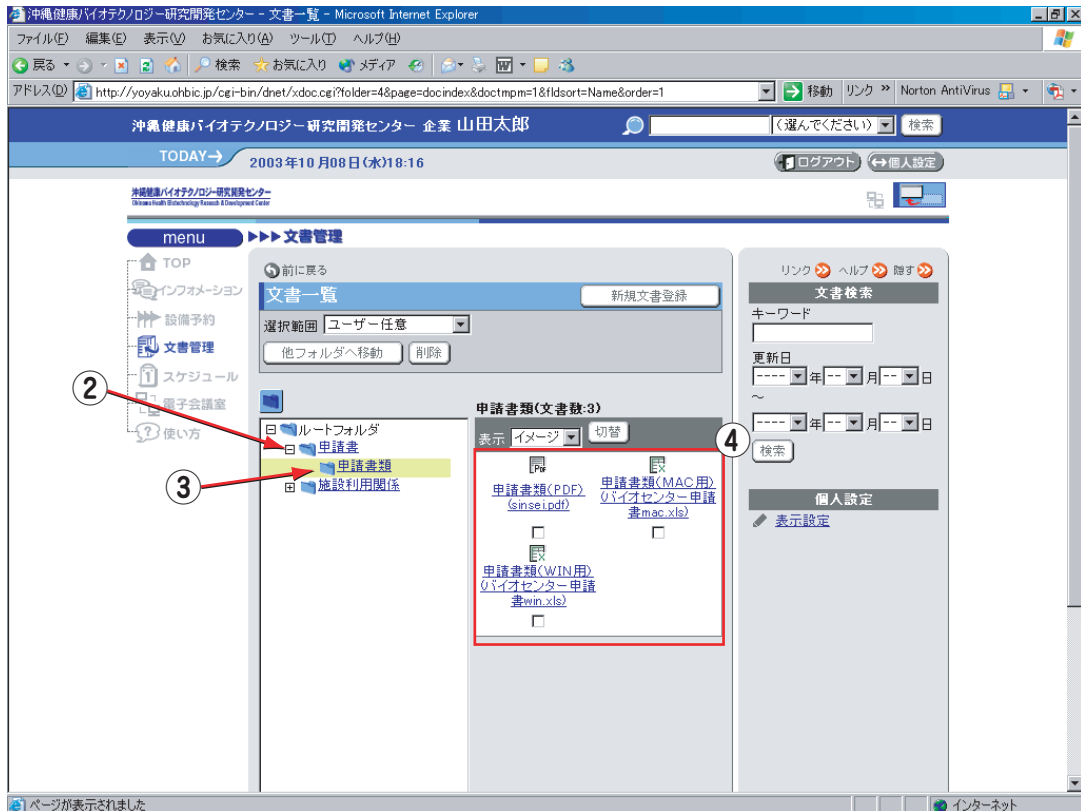 沖縄健康バイオテクノロジー研究開発センター - 文書一覧 - Microsoft Internet Explorer
ファイル(F) 編集(E) 表示(V) お気に入り(A) ツール(T) ヘルプ(H)
戻る 検索 お気に入り メディア
アドレス(D) http://yoyaku.ohbic.jp/cgi-bin/dnet/xdoc.cgi?folder=4&page=docindex&doctmpm=1&fldsort=Name&order=1 移動 リンク » Norton AntiVirus
沖縄健康バイオテクノロジー研究開発センター 企業 山田太郎 (選んでください) 検索
TODAY→ 2003年10月08日(水)18:16 ログアウト 個人設定
沖縄健康バイオテクノロジー研究開発センター
Okinawa Health Biotechnology Research & Development Center
menu ▶▶▶文書管理
TOP
インフォメーション
設備予約
文書管理
1 スケジュール
電子会議室
? 使い方
前に戻る
文書一覧 新規文書登録
選択範囲 ユーザー任意
他フォルダへ移動 削除
②
③
④
ルートフォルダ
申請書
申請書類
施設利用関係
申請書類(文書数:3)
表示 イメージ 切替
PDF
申請書類(PDF)
(sinsei.pdf)
申請書類(MAC用)
(バイオセンター申請
書mac.xls)
申請書類(WIN用)
(バイオセンター申請
書win.xls)
リンク ヘルプ 隠す
文書検索
キーワード
更新日
---- 年 -- 月 -- 日
～
---- 年 -- 月 -- 日
検索
個人設定
表示設定
ページが表示されました インターネット